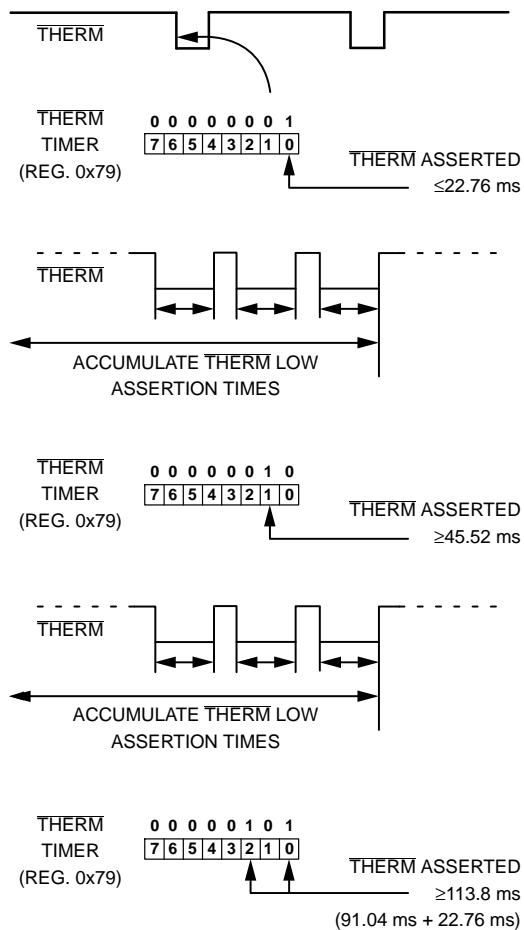 THERM
THERM
TIMER
(REG. 0x79)
0 0 0 0 0 0 0 1
7 6 5 4 3 2 1 0
THERM ASSERTED
≤22.76 ms
THERM
ACCUMULATE THERM LOW
ASSERTION TIMES
THERM
TIMER
(REG. 0x79)
0 0 0 0 0 0 1 0
7 6 5 4 3 2 1 0
THERM ASSERTED
≥45.52 ms
THERM
ACCUMULATE THERM LOW
ASSERTION TIMES
THERM
TIMER
(REG. 0x79)
0 0 0 0 0 1 0 1
7 6 5 4 3 2 1 0
THERM ASSERTED
≥113.8 ms
(91.04 ms + 22.76 ms)